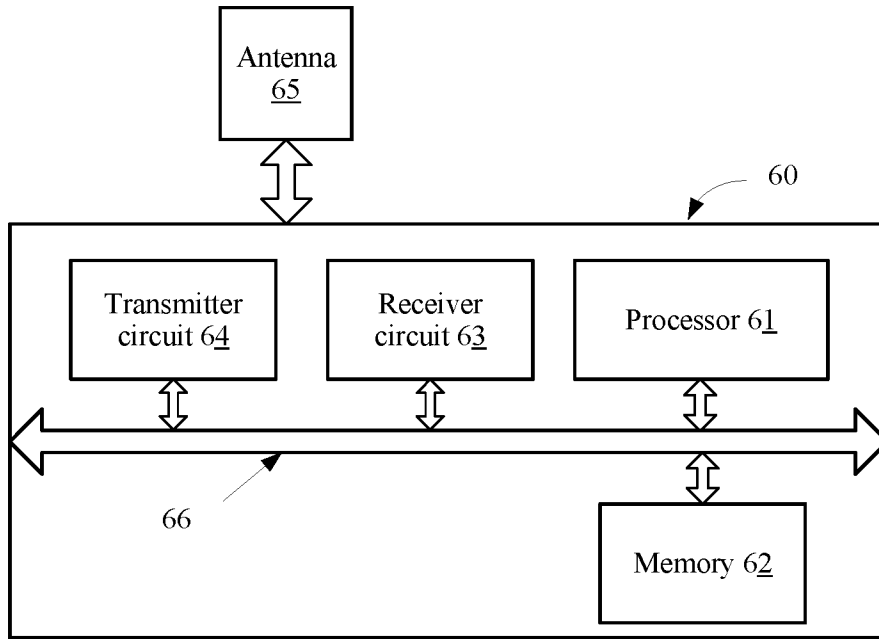 Antenna
65
60
Transmitter
circuit 64
Receiver
circuit 63
Processor 61
66
Memory 62